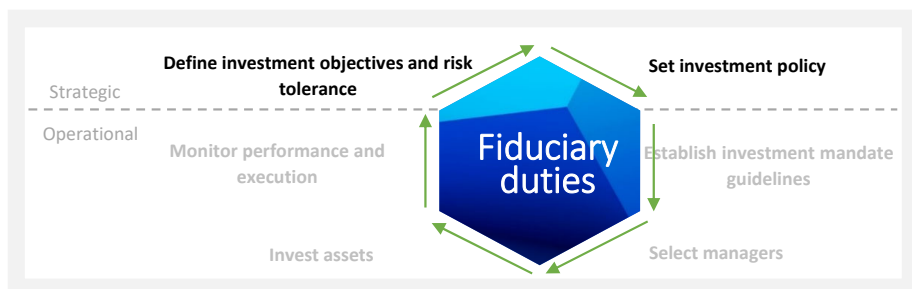 Define investment objectives and risk
tolerance
Set investment policy
Strategic
Operational
Monitor performance and
execution
Fiduciary
duties
Establish investment mandate
guidelines
Invest assets
Select managers